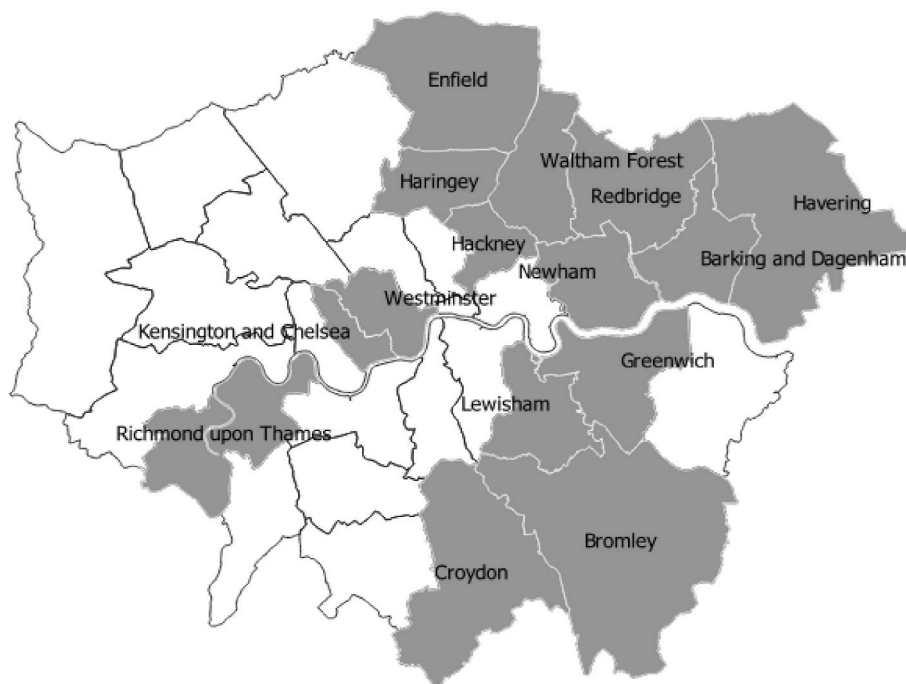 Enfield
Waltham Forest
Haringey
Redbridge
Havering
Hackney
Barking and Dagenham
Newham
Westminster
Kensington and Chelsea
Greenwich
Lewisham
Richmond upon Thames
Bromley
Croydon